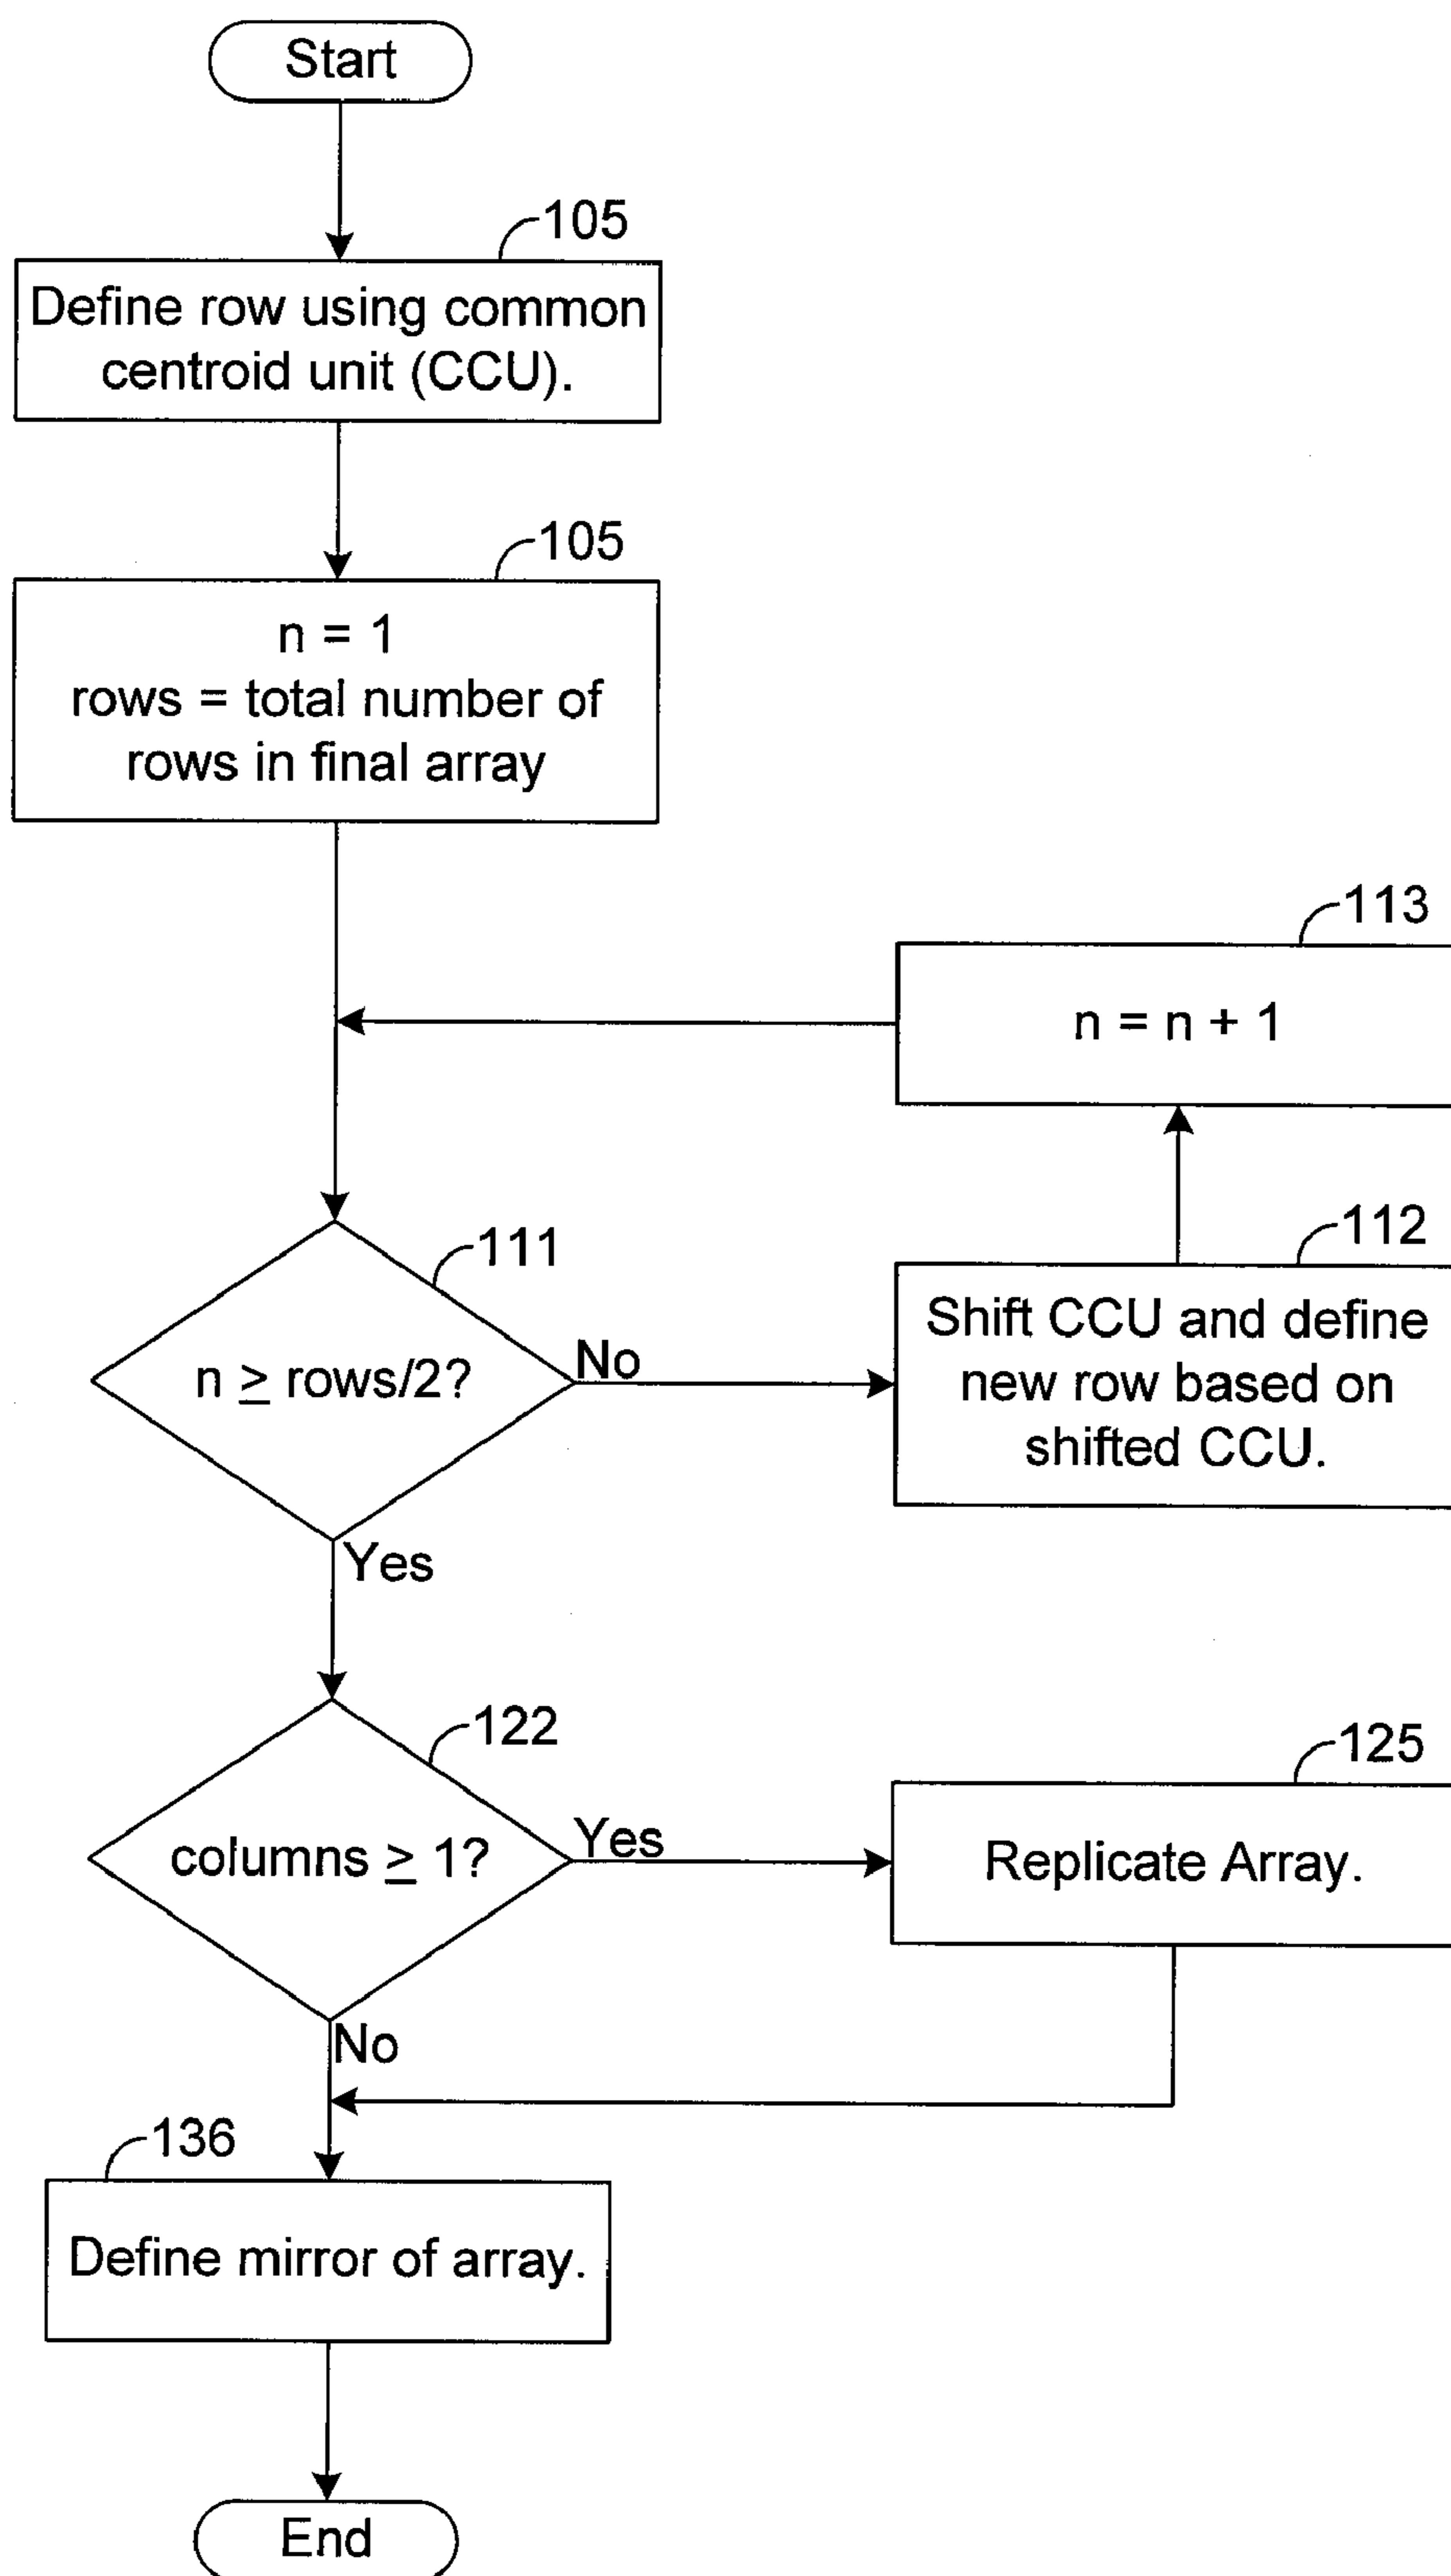 Start
105
Define row using common
centroid unit (CCU).
105
n = 1
rows = total number of
rows in final array
113
n = n + 1
111
n ≥ rows/2?
No
112
Shift CCU and define
new row based on
shifted CCU.
Yes
122
columns ≥ 1?
Yes
125
Replicate Array.
No
136
Define mirror of array.
End